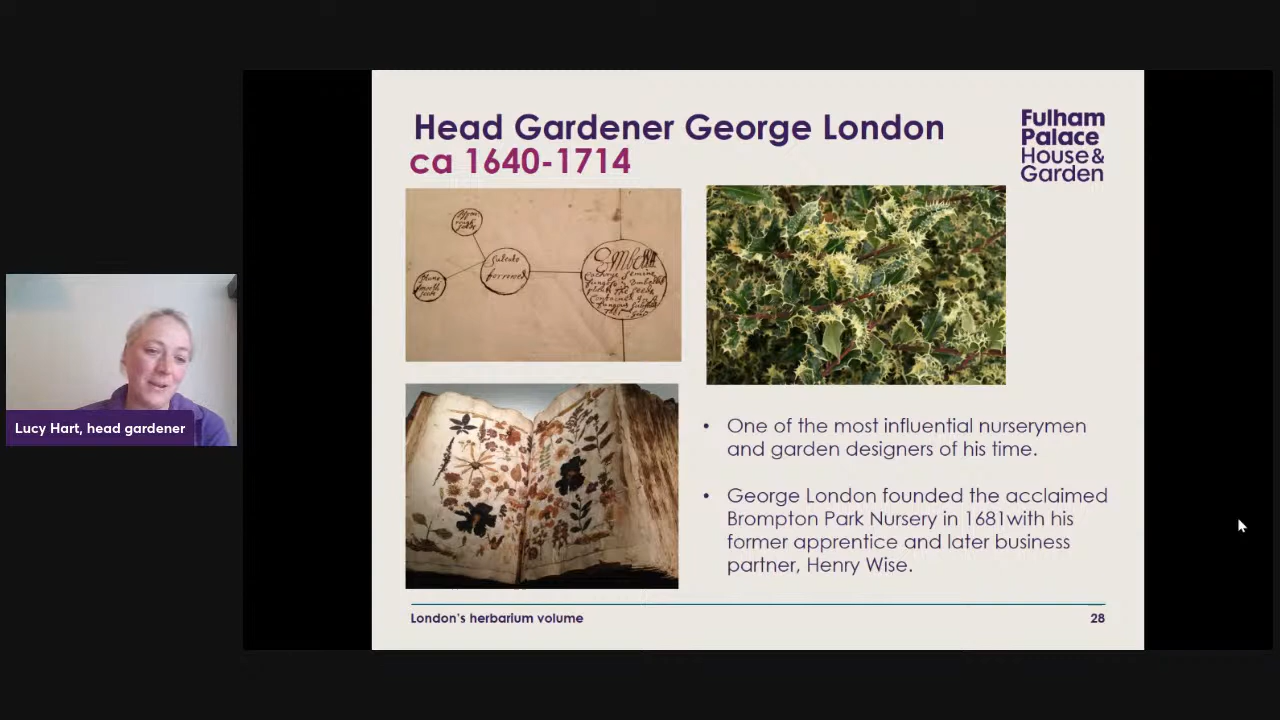 Head Gardener George London
ca 1640-1714
Fulham
Palace
House &
Garden
Lucy Hart, head gardener
• One of the most influential nurserymen
and garden designers of his time.
• George London founded the acclaimed
Brompton Park Nursery in 1681with his
former apprentice and later business
partner, Henry Wise.
London's herbarium volume
28